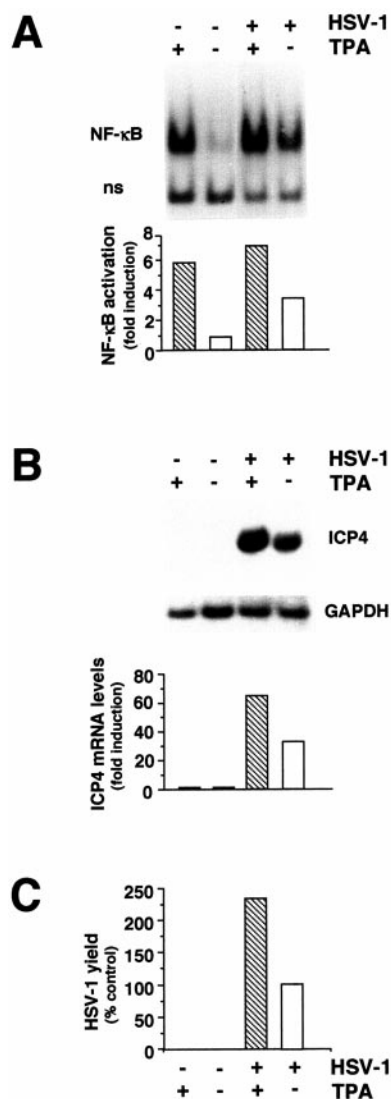 A
- - + + HSV-1
+ - + - TPA
NF-κB
ns
8
6
4
2
0
NF-κB activation
(fold induction)
B
- - + + HSV-1
+ - + - TPA
ICP4
GAPDH
80
60
40
20
0
ICP4 mRNA levels
(fold induction)
C
250
200
150
100
50
0
HSV-1 yield
(% control)
- - + + HSV-1
+ - + - TPA